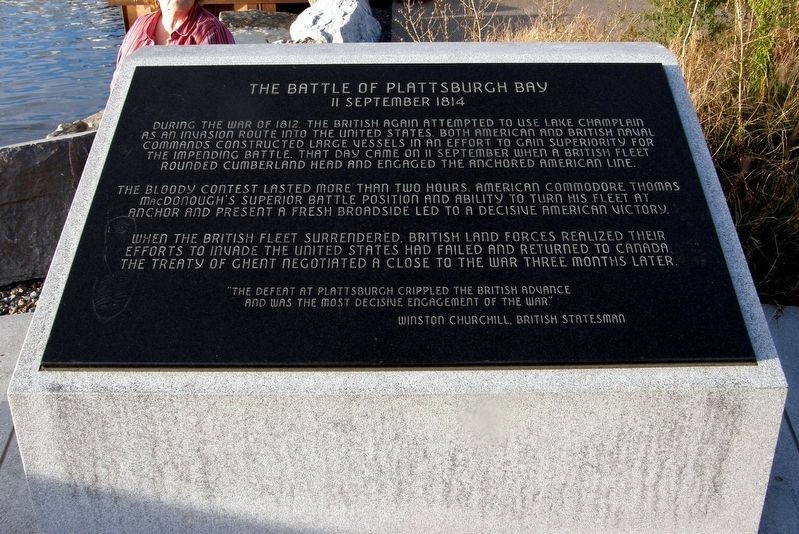 THE BATTLE OF PLATTSBURGH BAY
11 SEPTEMBER 1814
DURING THE WAR OF 1812, THE BRITISH AGAIN ATTEMPTED TO USE LAKE CHAMPLAIN
AS AN INVASION ROUTE INTO THE UNITED STATES. BOTH AMERICAN AND BRITISH NAVAL
COMMANDS CONSTRUCTED LARGE VESSELS IN AN EFFORT TO GAIN SUPERIORITY FOR
THE IMPENDING BATTLE. THAT DAY CAME ON 11 SEPTEMBER WHEN A BRITISH FLEET
ROUNDED CUMBERLAND HEAD AND ENGAGED THE ANCHORED AMERICAN LINE.
THE BLOODY CONTEST LASTED MORE THAN TWO HOURS. AMERICAN COMMODORE THOMAS
MACDONOUGH'S SUPERIOR BATTLE POSITION AND ABILITY TO TURN HIS FLEET AT
ANCHOR AND PRESENT A FRESH BROADSIDE LED TO A DECISIVE AMERICAN VICTORY.
WHEN THE BRITISH FLEET SURRENDERED, BRITISH LAND FORCES REALIZED THEIR
EFFORTS TO INVADE THE UNITED STATES HAD FAILED AND RETURNED TO CANADA.
THE TREATY OF GHENT NEGOTIATED A CLOSE TO THE WAR THREE MONTHS LATER.
"THE DEFEAT AT PLATTSBURGH CRIPPLED THE BRITISH ADVANCE
AND WAS THE MOST DECISIVE ENGAGEMENT OF THE WAR."
WINSTON CHURCHILL, BRITISH STATESMAN